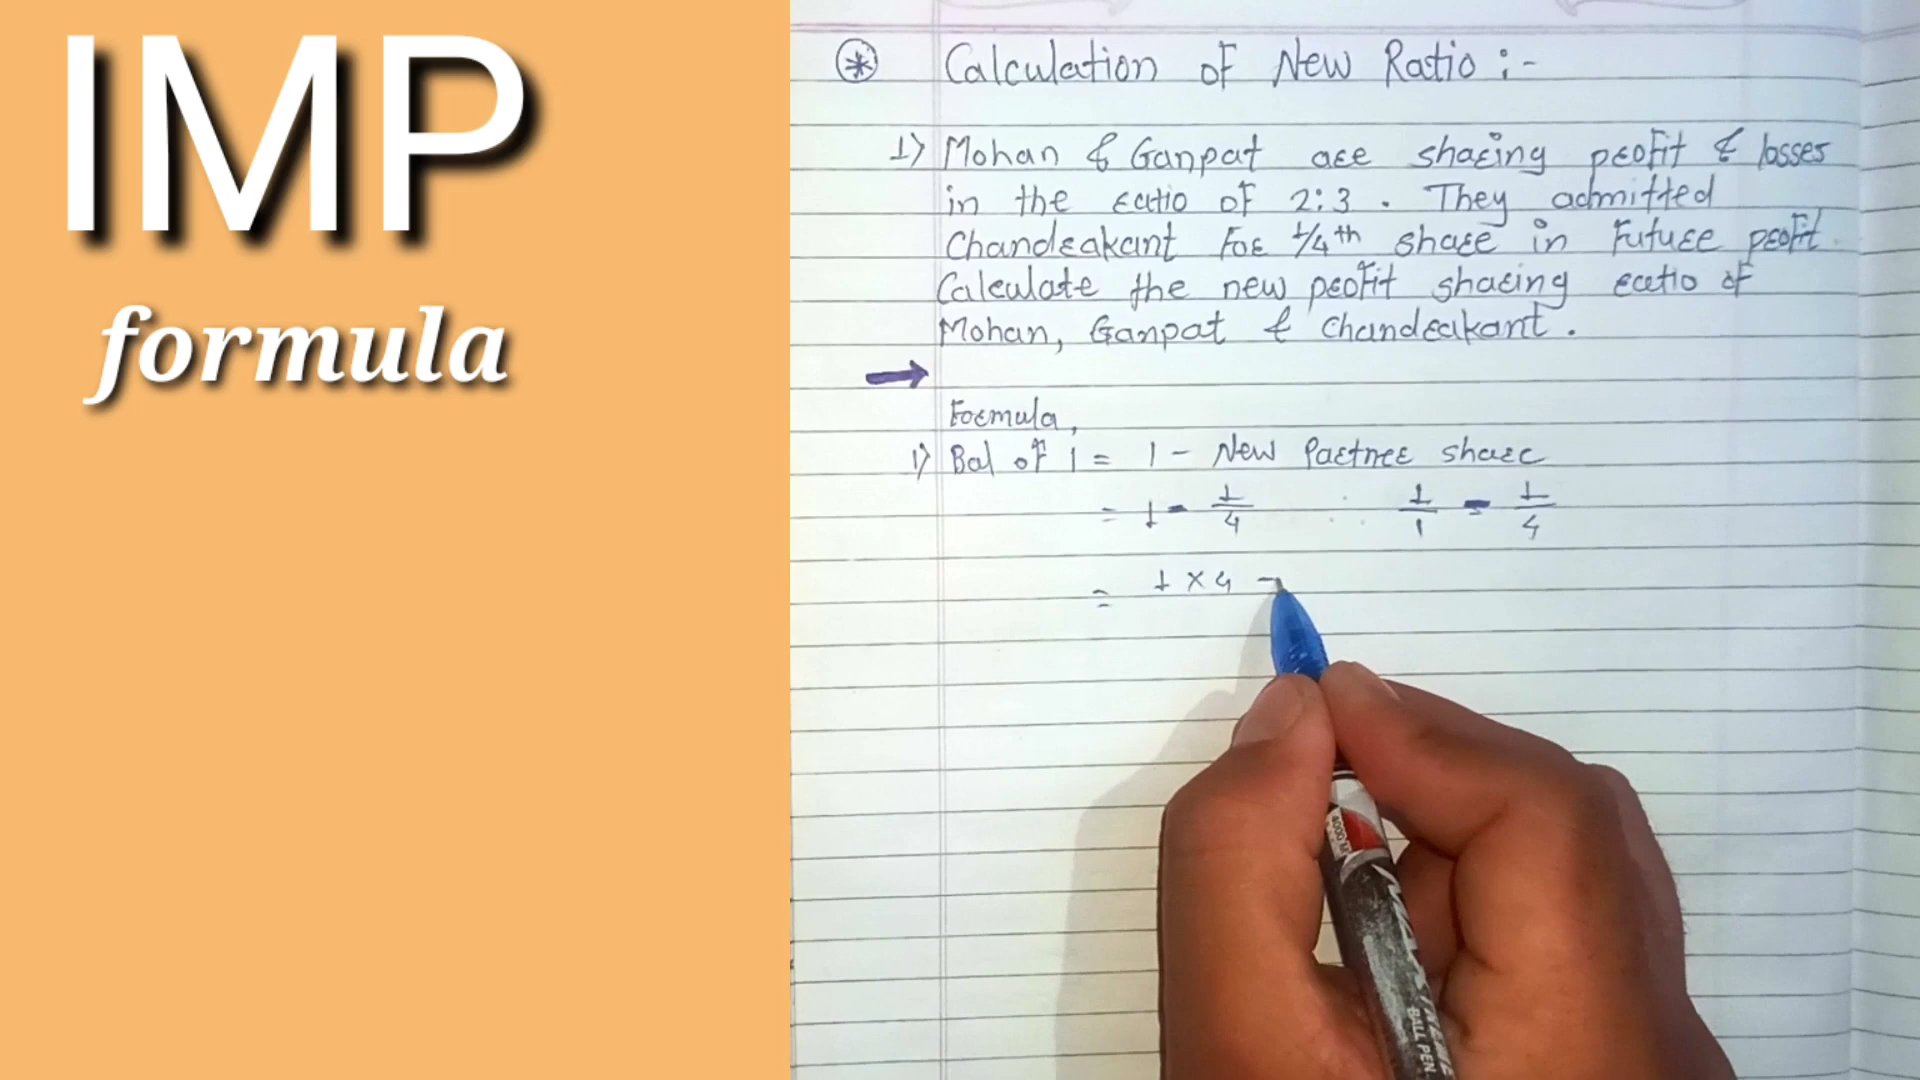 IMP
formula
* Calculation of New Ratio :-
1) Mohan & Ganpat are sharing profit & losses
in the ratio of 2:3 . They admitted
Chandrakant For 1/4th share in Future profit.
Calculate the new profit sharing ratio of
Mohan, Ganpat & Chandrakant .
Formula,
1) Bal of 1 = 1 - New Partner share
= 1 - 1/4 1/1 - 1/4
= 1 × 4 -
4000 M
BALL PEN